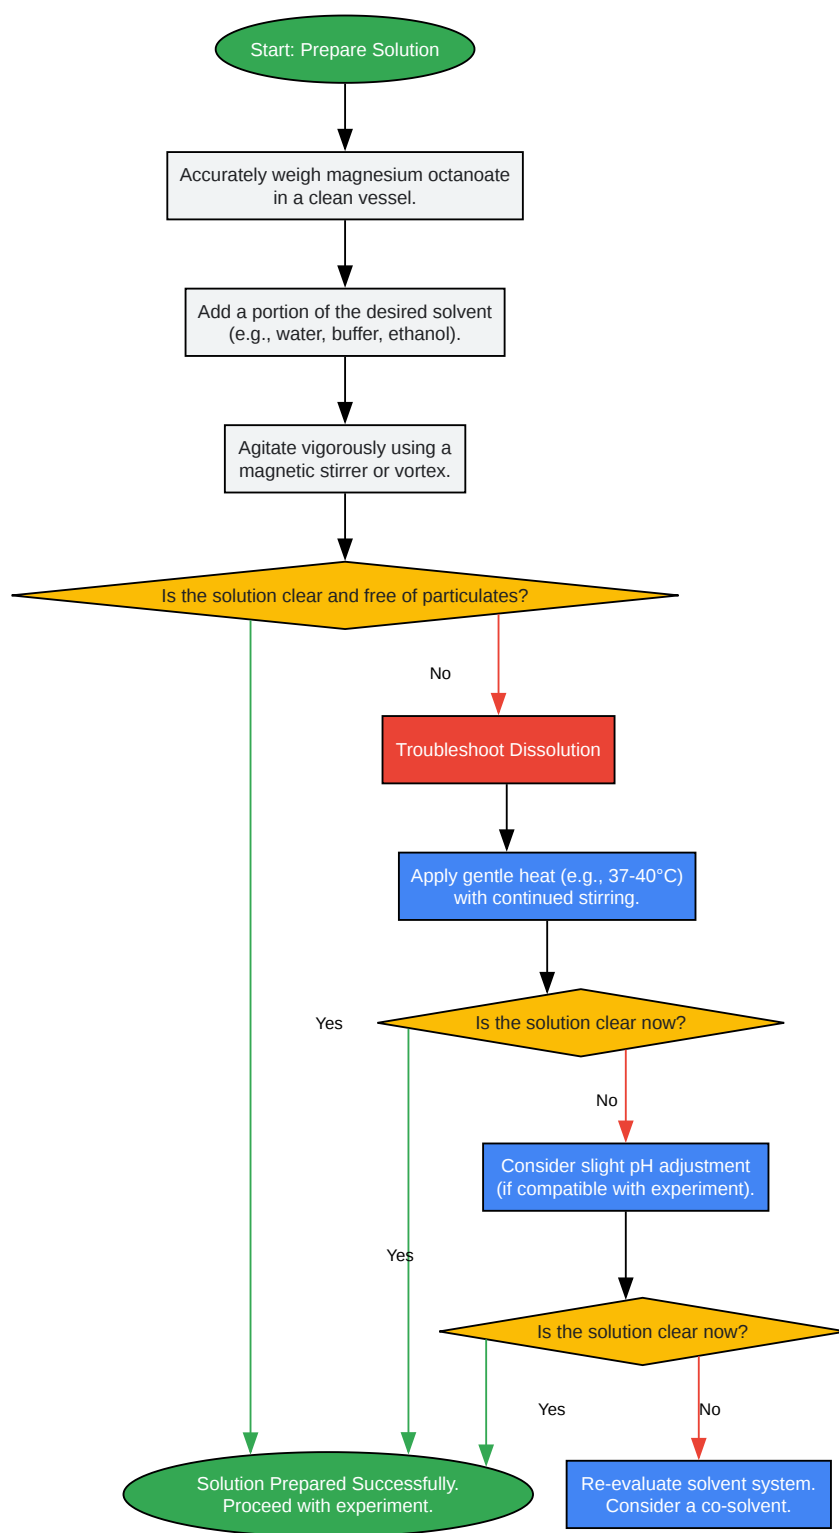 Start: Prepare Solution
Accurately weigh magnesium octanoate
in a clean vessel.
Add a portion of the desired solvent
(e.g., water, buffer, ethanol).
Agitate vigorously using a
magnetic stirrer or vortex.
Is the solution clear and free of particulates?
No
Troubleshoot Dissolution
Apply gentle heat (e.g., 37-40°C)
with continued stirring.
Yes
Is the solution clear now?
No
Consider slight pH adjustment
(if compatible with experiment).
Yes
Is the solution clear now?
Yes
No
Solution Prepared Successfully.
Proceed with experiment.
Re-evaluate solvent system.
Consider a co-solvent.